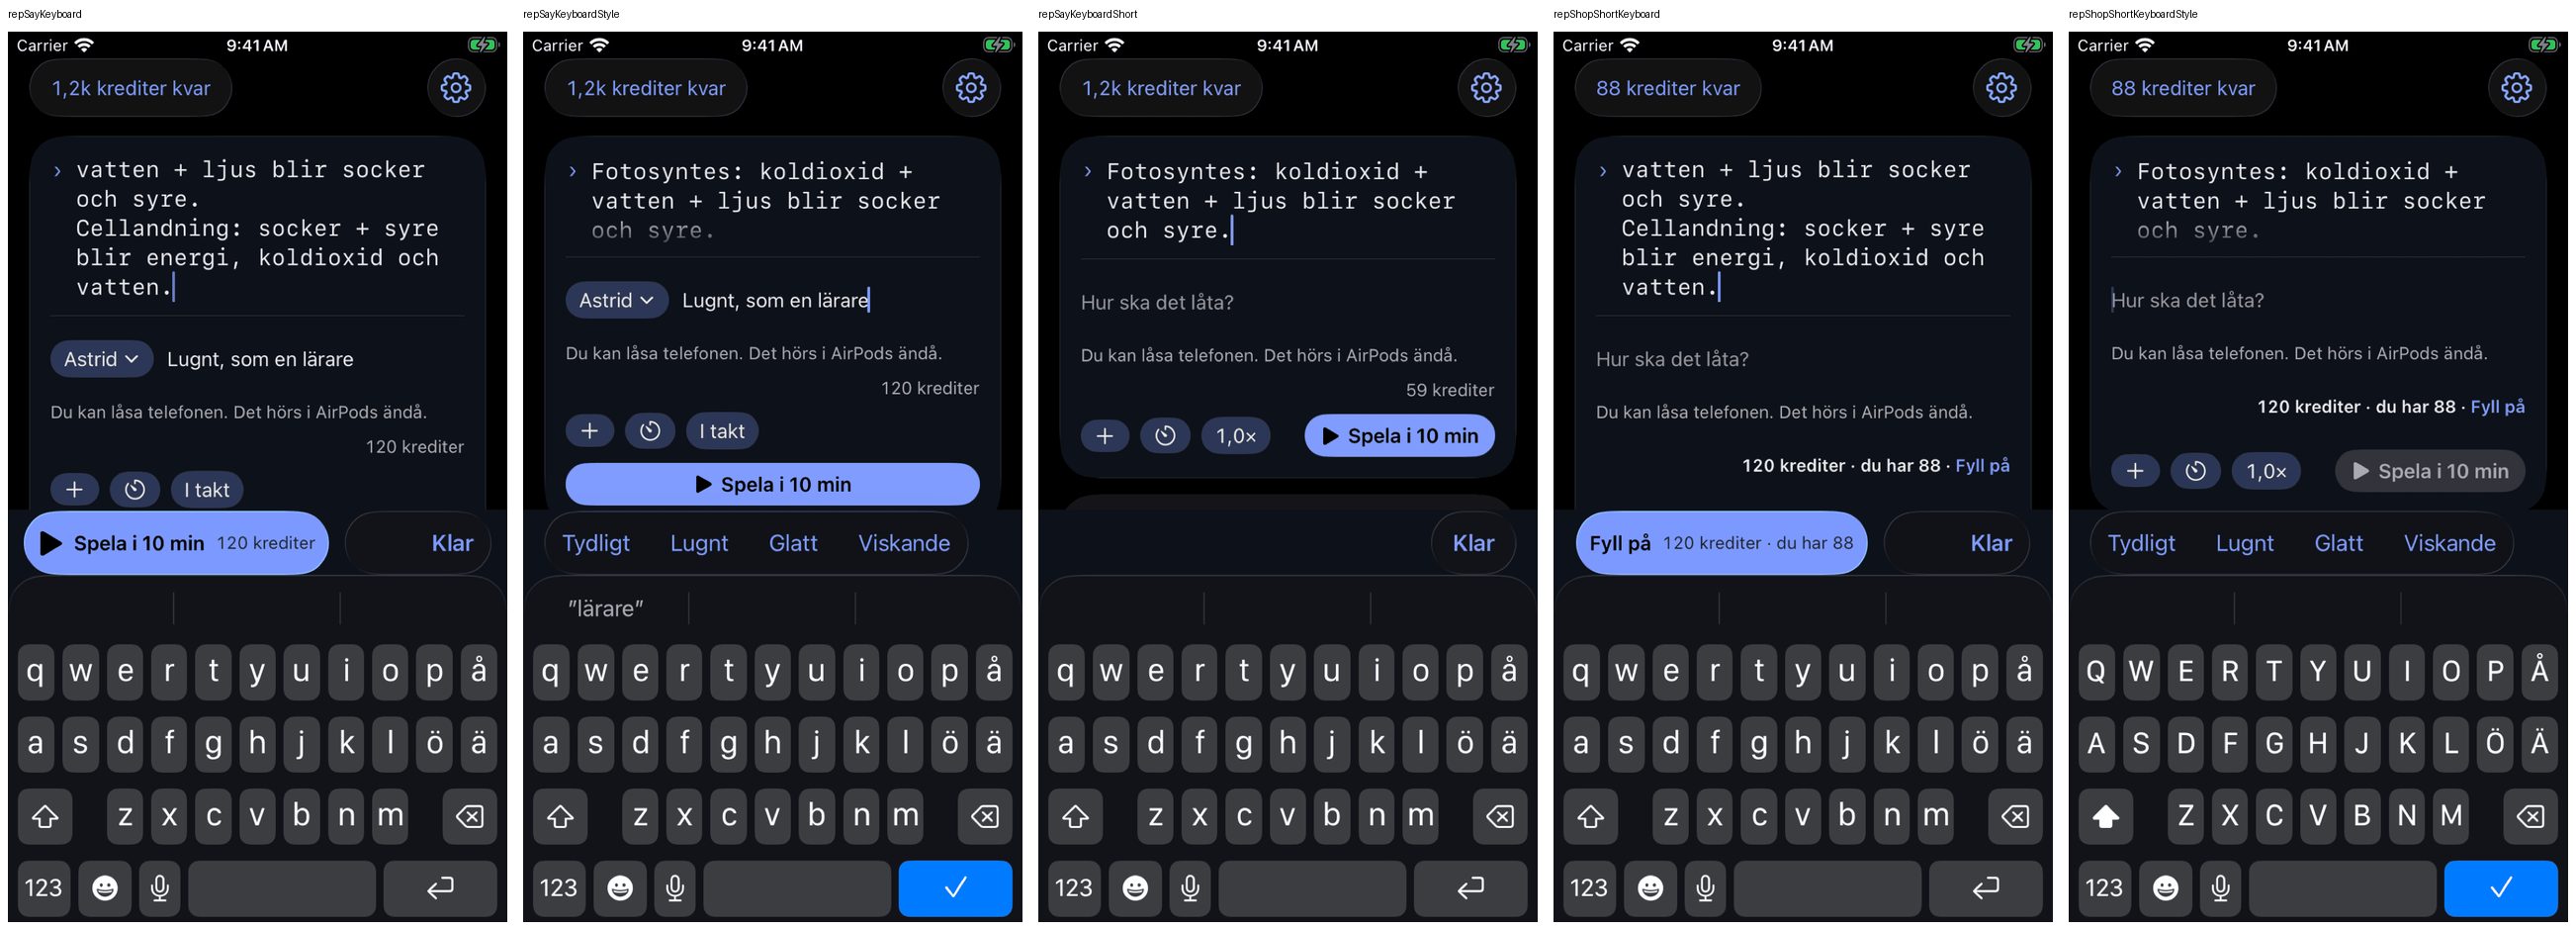 repSayKeyboard
Carrier 9:41 AM
1,2k krediter kvar
› vatten + ljus blir socker
och syre.
Cellandning: socker + syre
blir energi, koldioxid och
vatten.
Astrid Lugnt, som en lärare
Du kan låsa telefonen. Det hörs i AirPods ändå.
120 krediter
+ I takt
Spela i 10 min 120 krediter Klar
q w e r t y u i o p å
a s d f g h j k l ö ä
z x c v b n m
123
repSayKeyboardStyle
Carrier 9:41 AM
1,2k krediter kvar
› Fotosyntes: koldioxid +
vatten + ljus blir socker
och syre.
Astrid Lugnt, som en lärare
Du kan låsa telefonen. Det hörs i AirPods ändå.
120 krediter
+ I takt
Spela i 10 min
Tydligt Lugnt Glatt Viskande
"lärare"
q w e r t y u i o p å
a s d f g h j k l ö ä
z x c v b n m
123
repSayKeyboardShort
Carrier 9:41 AM
1,2k krediter kvar
› Fotosyntes: koldioxid +
vatten + ljus blir socker
och syre.
Hur ska det låta?
Du kan låsa telefonen. Det hörs i AirPods ändå.
59 krediter
+ 1,0× Spela i 10 min
Klar
q w e r t y u i o p å
a s d f g h j k l ö ä
z x c v b n m
123
repShopShortKeyboard
Carrier 9:41 AM
88 krediter kvar
› vatten + ljus blir socker
och syre.
Cellandning: socker + syre
blir energi, koldioxid och
vatten.
Hur ska det låta?
Du kan låsa telefonen. Det hörs i AirPods ändå.
120 krediter · du har 88 · Fyll på
Fyll på 120 krediter · du har 88 Klar
q w e r t y u i o p å
a s d f g h j k l ö ä
z x c v b n m
123
repShopShortKeyboardStyle
Carrier 9:41 AM
88 krediter kvar
› Fotosyntes: koldioxid +
vatten + ljus blir socker
och syre.
Hur ska det låta?
Du kan låsa telefonen. Det hörs i AirPods ändå.
120 krediter · du har 88 · Fyll på
+ 1,0× Spela i 10 min
Tydligt Lugnt Glatt Viskande
Q W E R T Y U I O P Å
A S D F G H J K L Ö Ä
Z X C V B N M
123